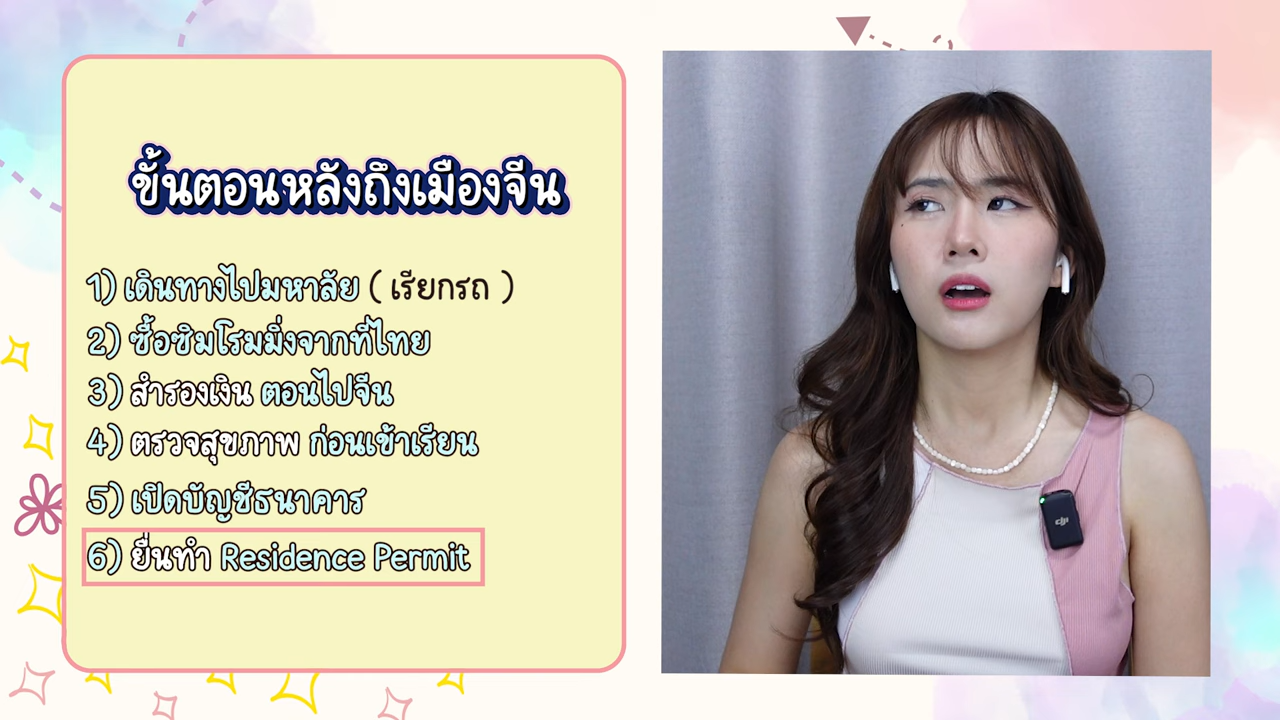 ขั้นตอนหลังถึงเมืองจีน
1) เดินทางไปมหาลัย ( เรียกรถ )
2) ซื้อซิมโรมมิ่งจากที่ไทย
3) สำรองเงิน ตอนไปจีน
4) ตรวจสุขภาพ ก่อนเข้าเรียน
5) เปิดบัญชีธนาคาร
6) ยื่นทำ Residence Permit
dji